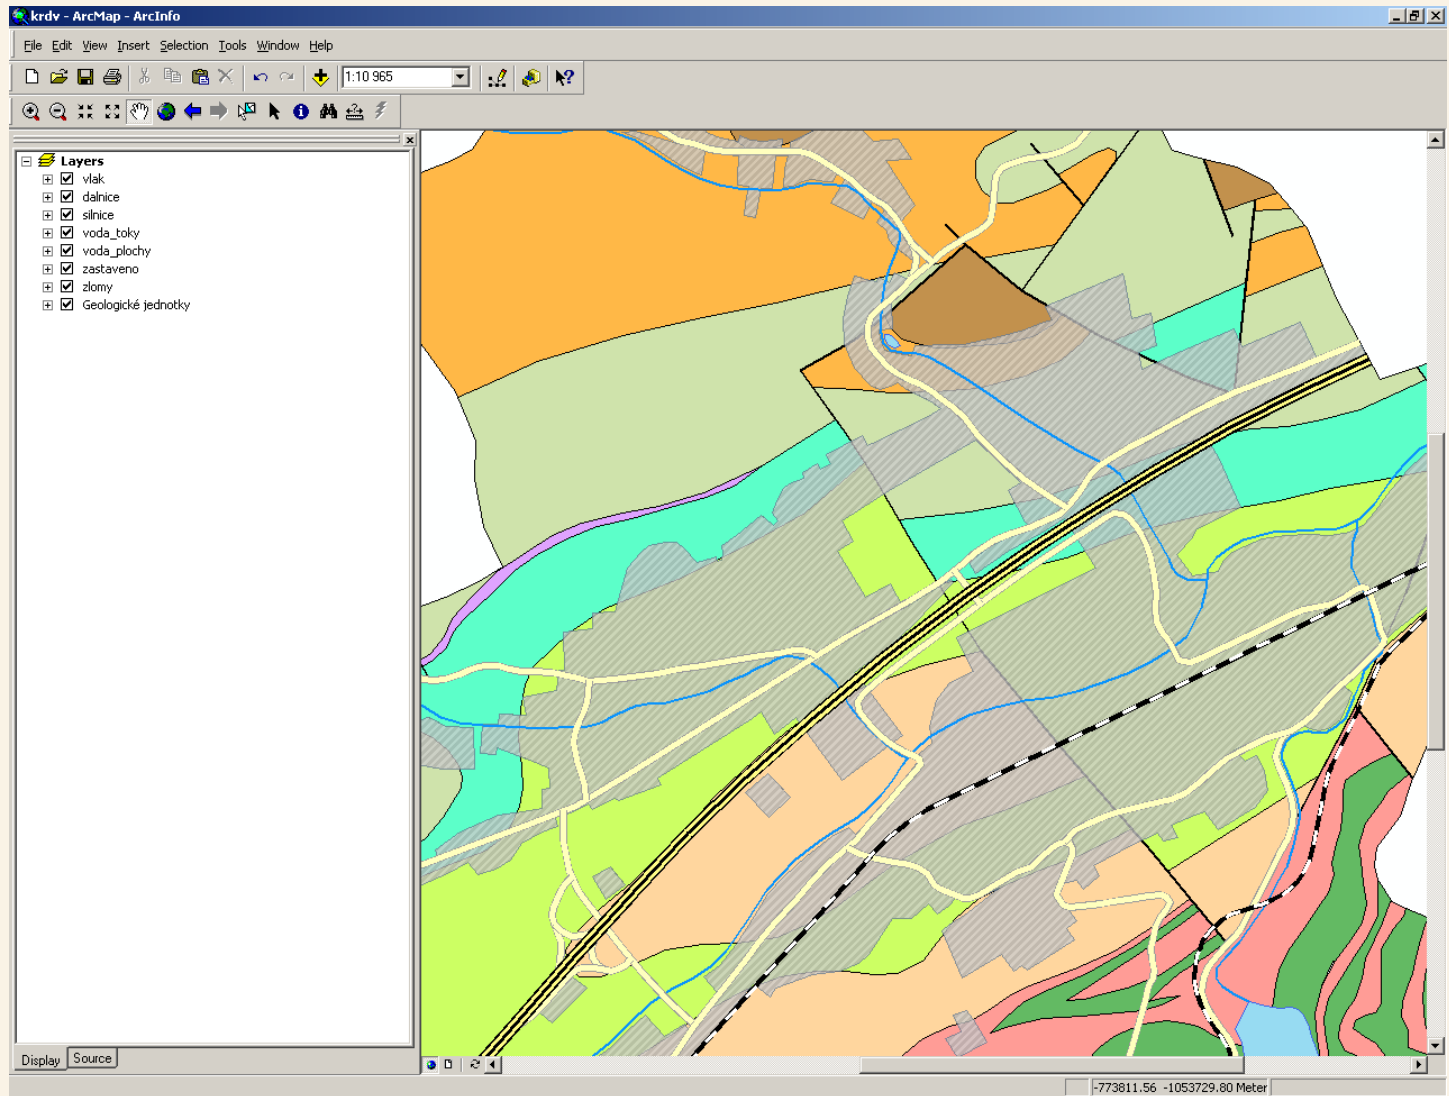 krdv - ArcMap - ArcInfo
File Edit View Insert Selection Tools Window Help
1:10 965
Layers
vlak
dalnice
silnice
voda_toky
voda_plochy
zastaveno
zlomy
Geologické jednotky
Display Source
-773811.56 -1053729.80 Meter